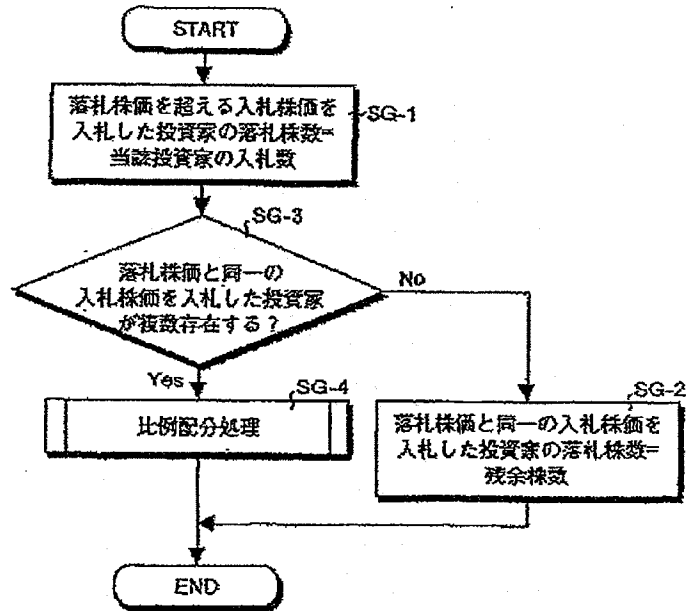 START
落札株価を超える入札株価を
入札した投資家の落札株数=
当該投資家の入札数
SG-1
SG-3
落札株価と同一の
入札株価を入札した投資家
が複数存在する?
No
Yes
SG-4
比例配分処理
SG-2
落札株価と同一の入札株価を
入札した投資家の落札株数=
残余株数
END